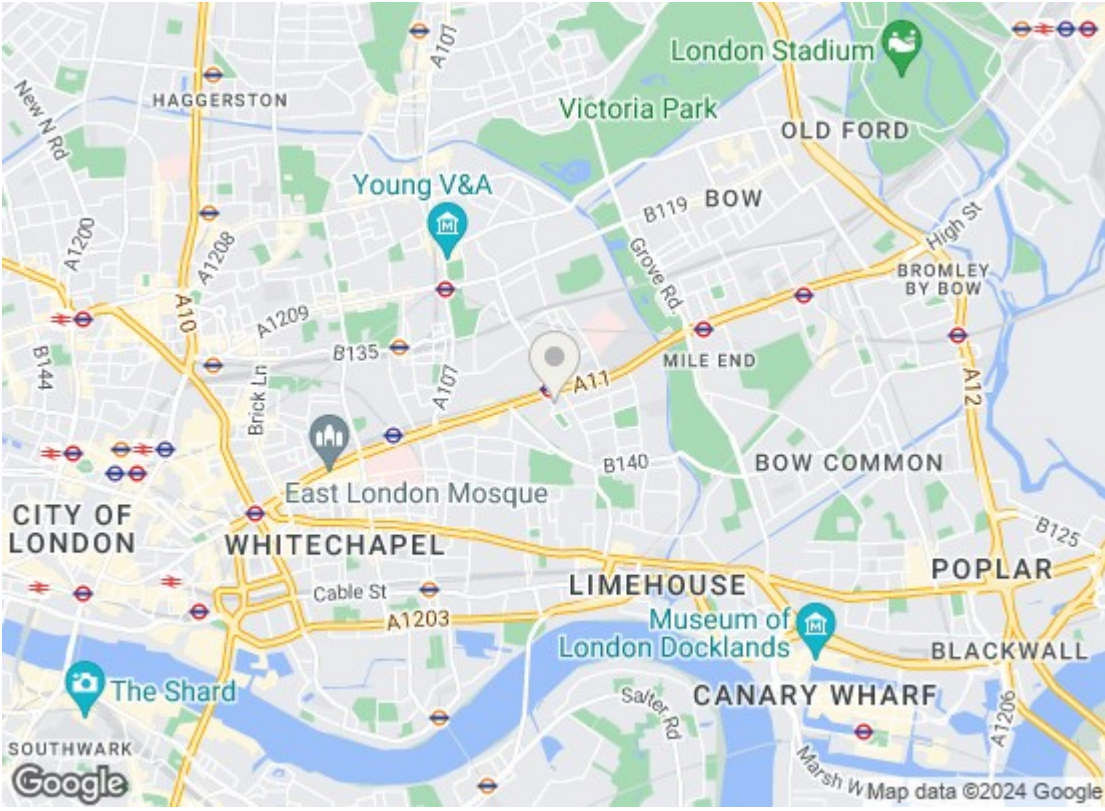 London Stadium
A107
HAGGERSTON
New N Rd
Victoria Park
OLD FORD
Young V&A
B119
BOW
A1200
A1208
High St
Grove Rd.
BROMLEY
BY BOW
A10
A1209
B135
B144
MILE END
A107
A11
A12
Brick Ln
B140
BOW COMMON
East London Mosque
CITY OF
LONDON
WHITECHAPEL
B125
POPLAR
LIMEHOUSE
Cable St
A1203
Museum of
London Docklands
BLACKWALL
The Shard
CANARY WHARF
Salter Rd
A1206
SOUTHWARK
Marsh W
Google
Map data ©2024 Google